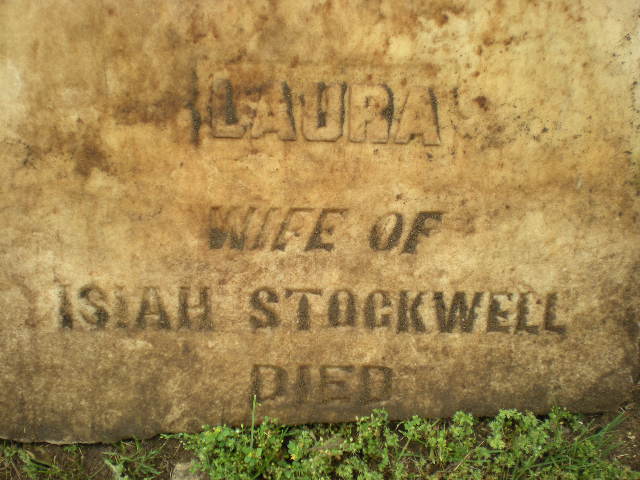 LAURA
WIFE OF
ISIAH STOCKWELL
DIED